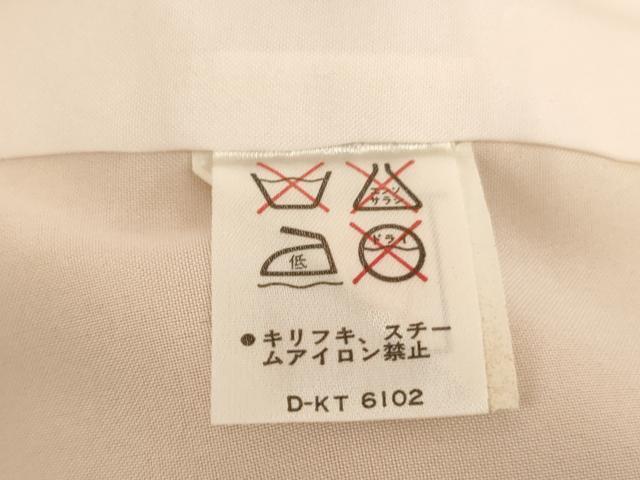 エンソ
サラシ
低
ドライ
● キリフキ、スチー
ムアイロン禁止
D-KT 6102